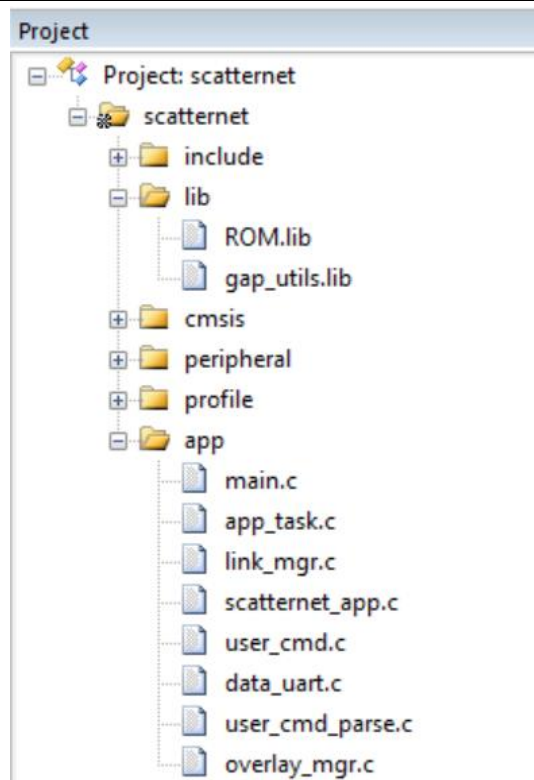 Project
Project: scatternet
scatternet
include
lib
ROM.lib
gap_utils.lib
cmsis
peripheral
profile
app
main.c
app_task.c
link_mgr.c
scatternet_app.c
user_cmd.c
data_uart.c
user_cmd_parse.c
overlay_mgr.c